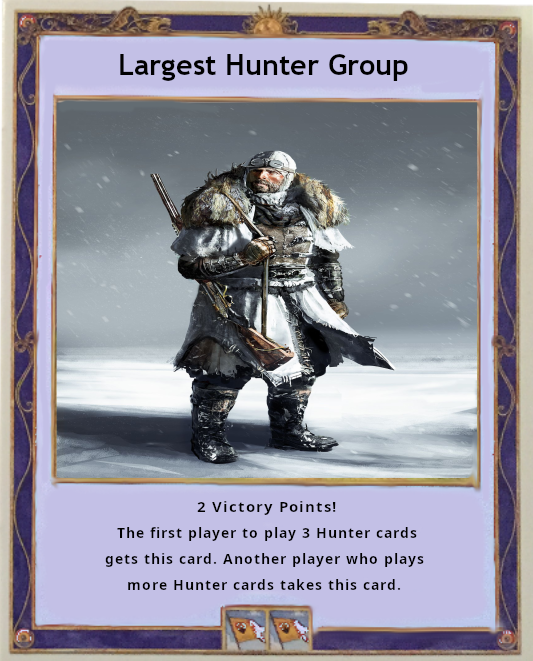 Largest Hunter Group
2 Victory Points!
The first player to play 3 Hunter cards
gets this card. Another player who plays
more Hunter cards takes this card.